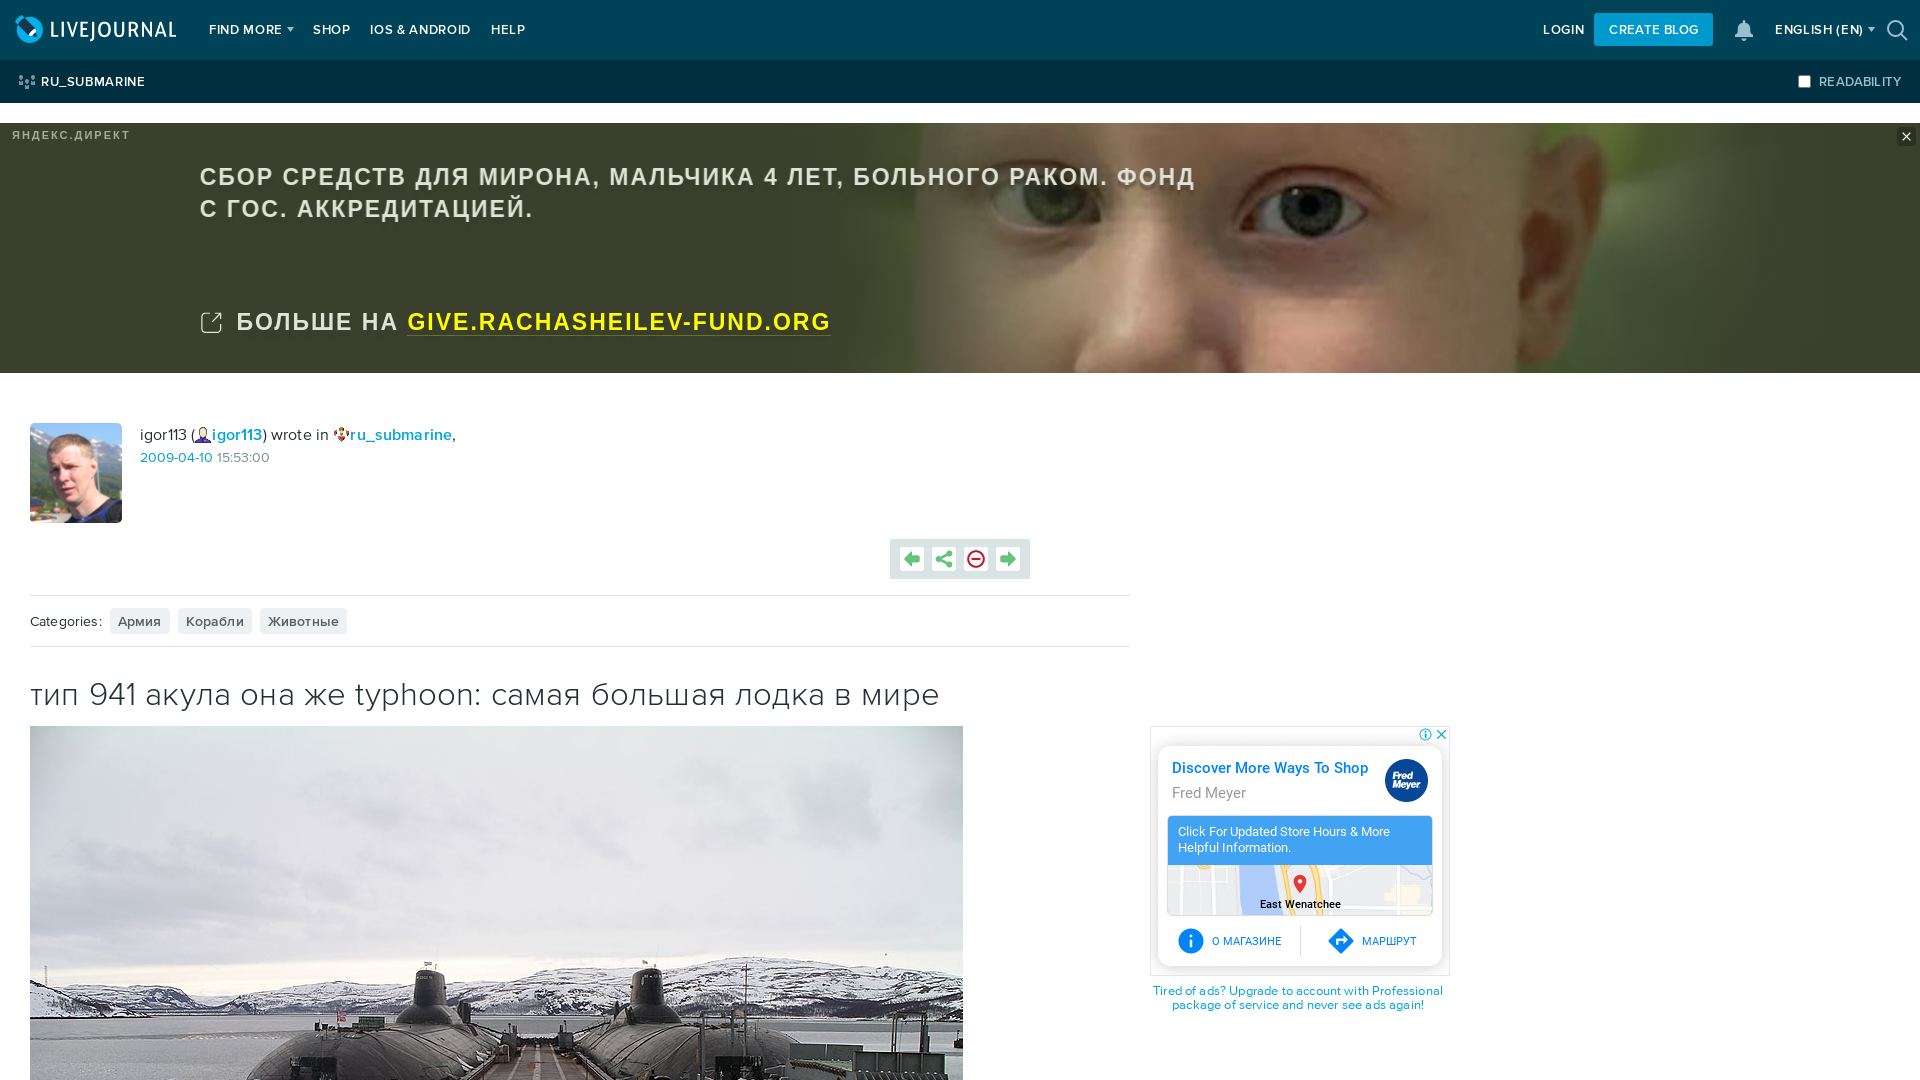 LIVEJOURNAL FIND MORE SHOP IOS & ANDROID HELP LOGIN CREATE BLOG ENGLISH (EN)
RU_SUBMARINE READABILITY
ЯНДЕКС.ДИРЕКТ
СБОР СРЕДСТВ ДЛЯ МИРОНА, МАЛЬЧИКА 4 ЛЕТ, БОЛЬНОГО РАКОМ. ФОНД
С ГОС. АККРЕДИТАЦИЕЙ.
БОЛЬШЕ НА GIVE.RACHASHEILEV-FUND.ORG
igor113 (igor113) wrote in ru_submarine,
2009-04-10 15:53:00
Categories: Армия Корабли Животные
тип 941 акула она же typhoon: самая большая лодка в мире
Discover More Ways To Shop
Fred Meyer
Fred Meyer
Click For Updated Store Hours & More
Helpful Information.
East Wenatchee
О МАГАЗИНЕ МАРШРУТ
Tired of ads? Upgrade to account with Professional
package of service and never see ads again!